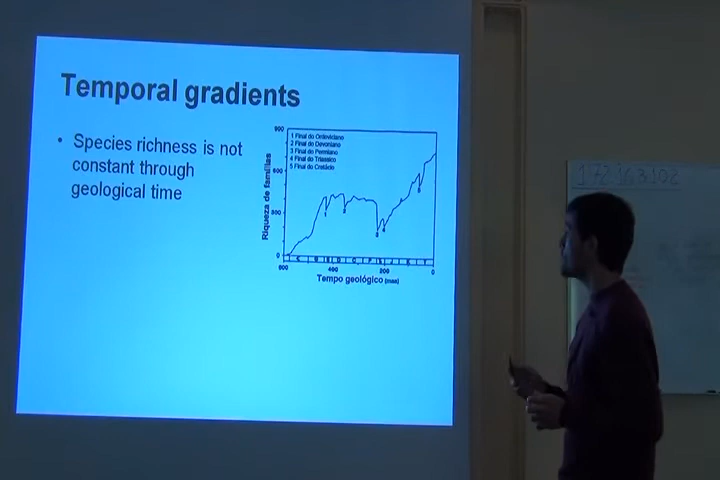 Temporal gradients
• Species richness is not
constant through
geological time
1 Final do Ordoviciano
2 Final do Devoniano
3 Final do Permiano
4 Final do Triássico
5 Final do Cretácio
Riqueza de famílias
900
600
300
0
600
400
200
0
Tempo geológico (maa)